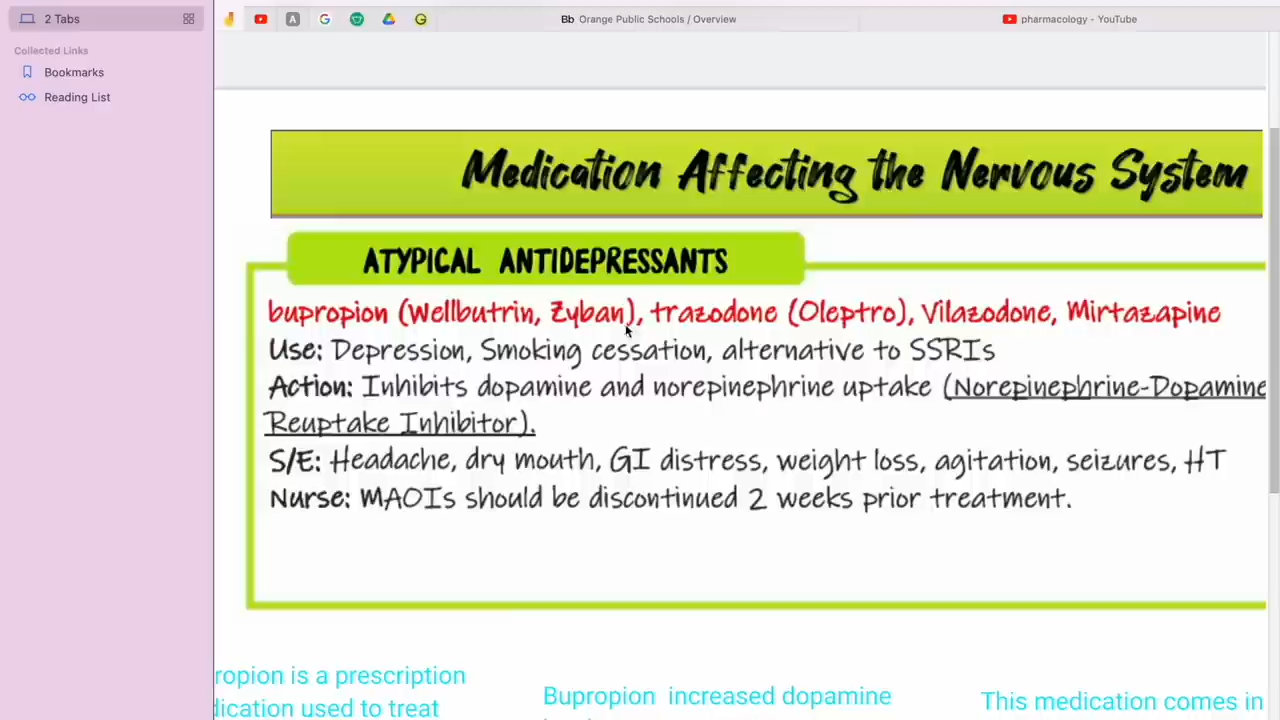 2 Tabs
Collected Links
Bookmarks
Reading List
Bb Orange Public Schools / Overview
pharmacology - YouTube
Medication Affecting the Nervous System
ATYPICAL ANTIDEPRESSANTS
bupropion (Wellbutrin, Zyban), trazodone (Oleptro), Vilazodone, Mirtazapine
Use: Depression, Smoking cessation, alternative to SSRIs
Action: Inhibits dopamine and norepinephrine uptake (Norepinephrine-Dopamine
Reuptake Inhibitor).
S/E: Headache, dry mouth, GI distress, weight loss, agitation, seizures, HT
Nurse: MAOIs should be discontinued 2 weeks prior treatment.
ropion is a prescription
dication used to treat
Bupropion increased dopamine
This medication comes in